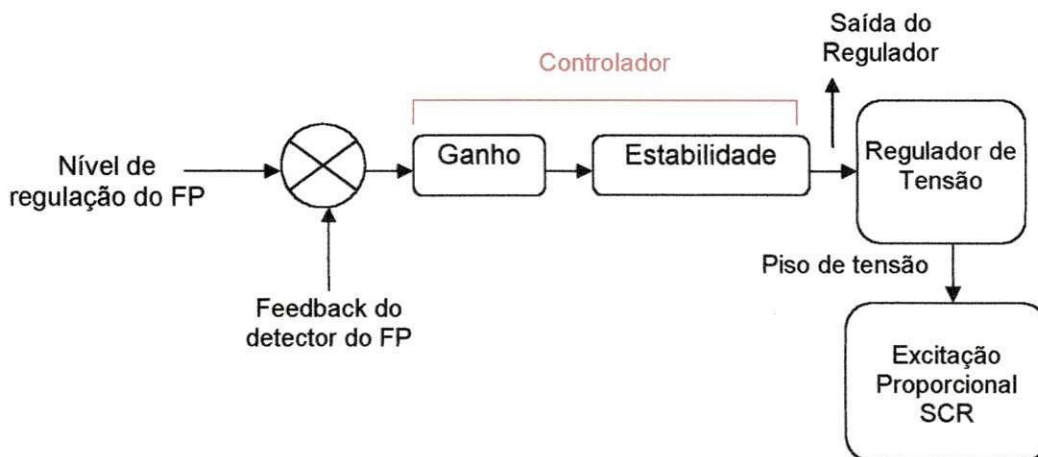 Saída do
Regulador
Controlador
Nível de
regulação do FP
Ganho
Estabilidade
Regulador de
Tensão
Feedback do
detector do FP
Piso de tensão
Excitação
Proporcional
SCR